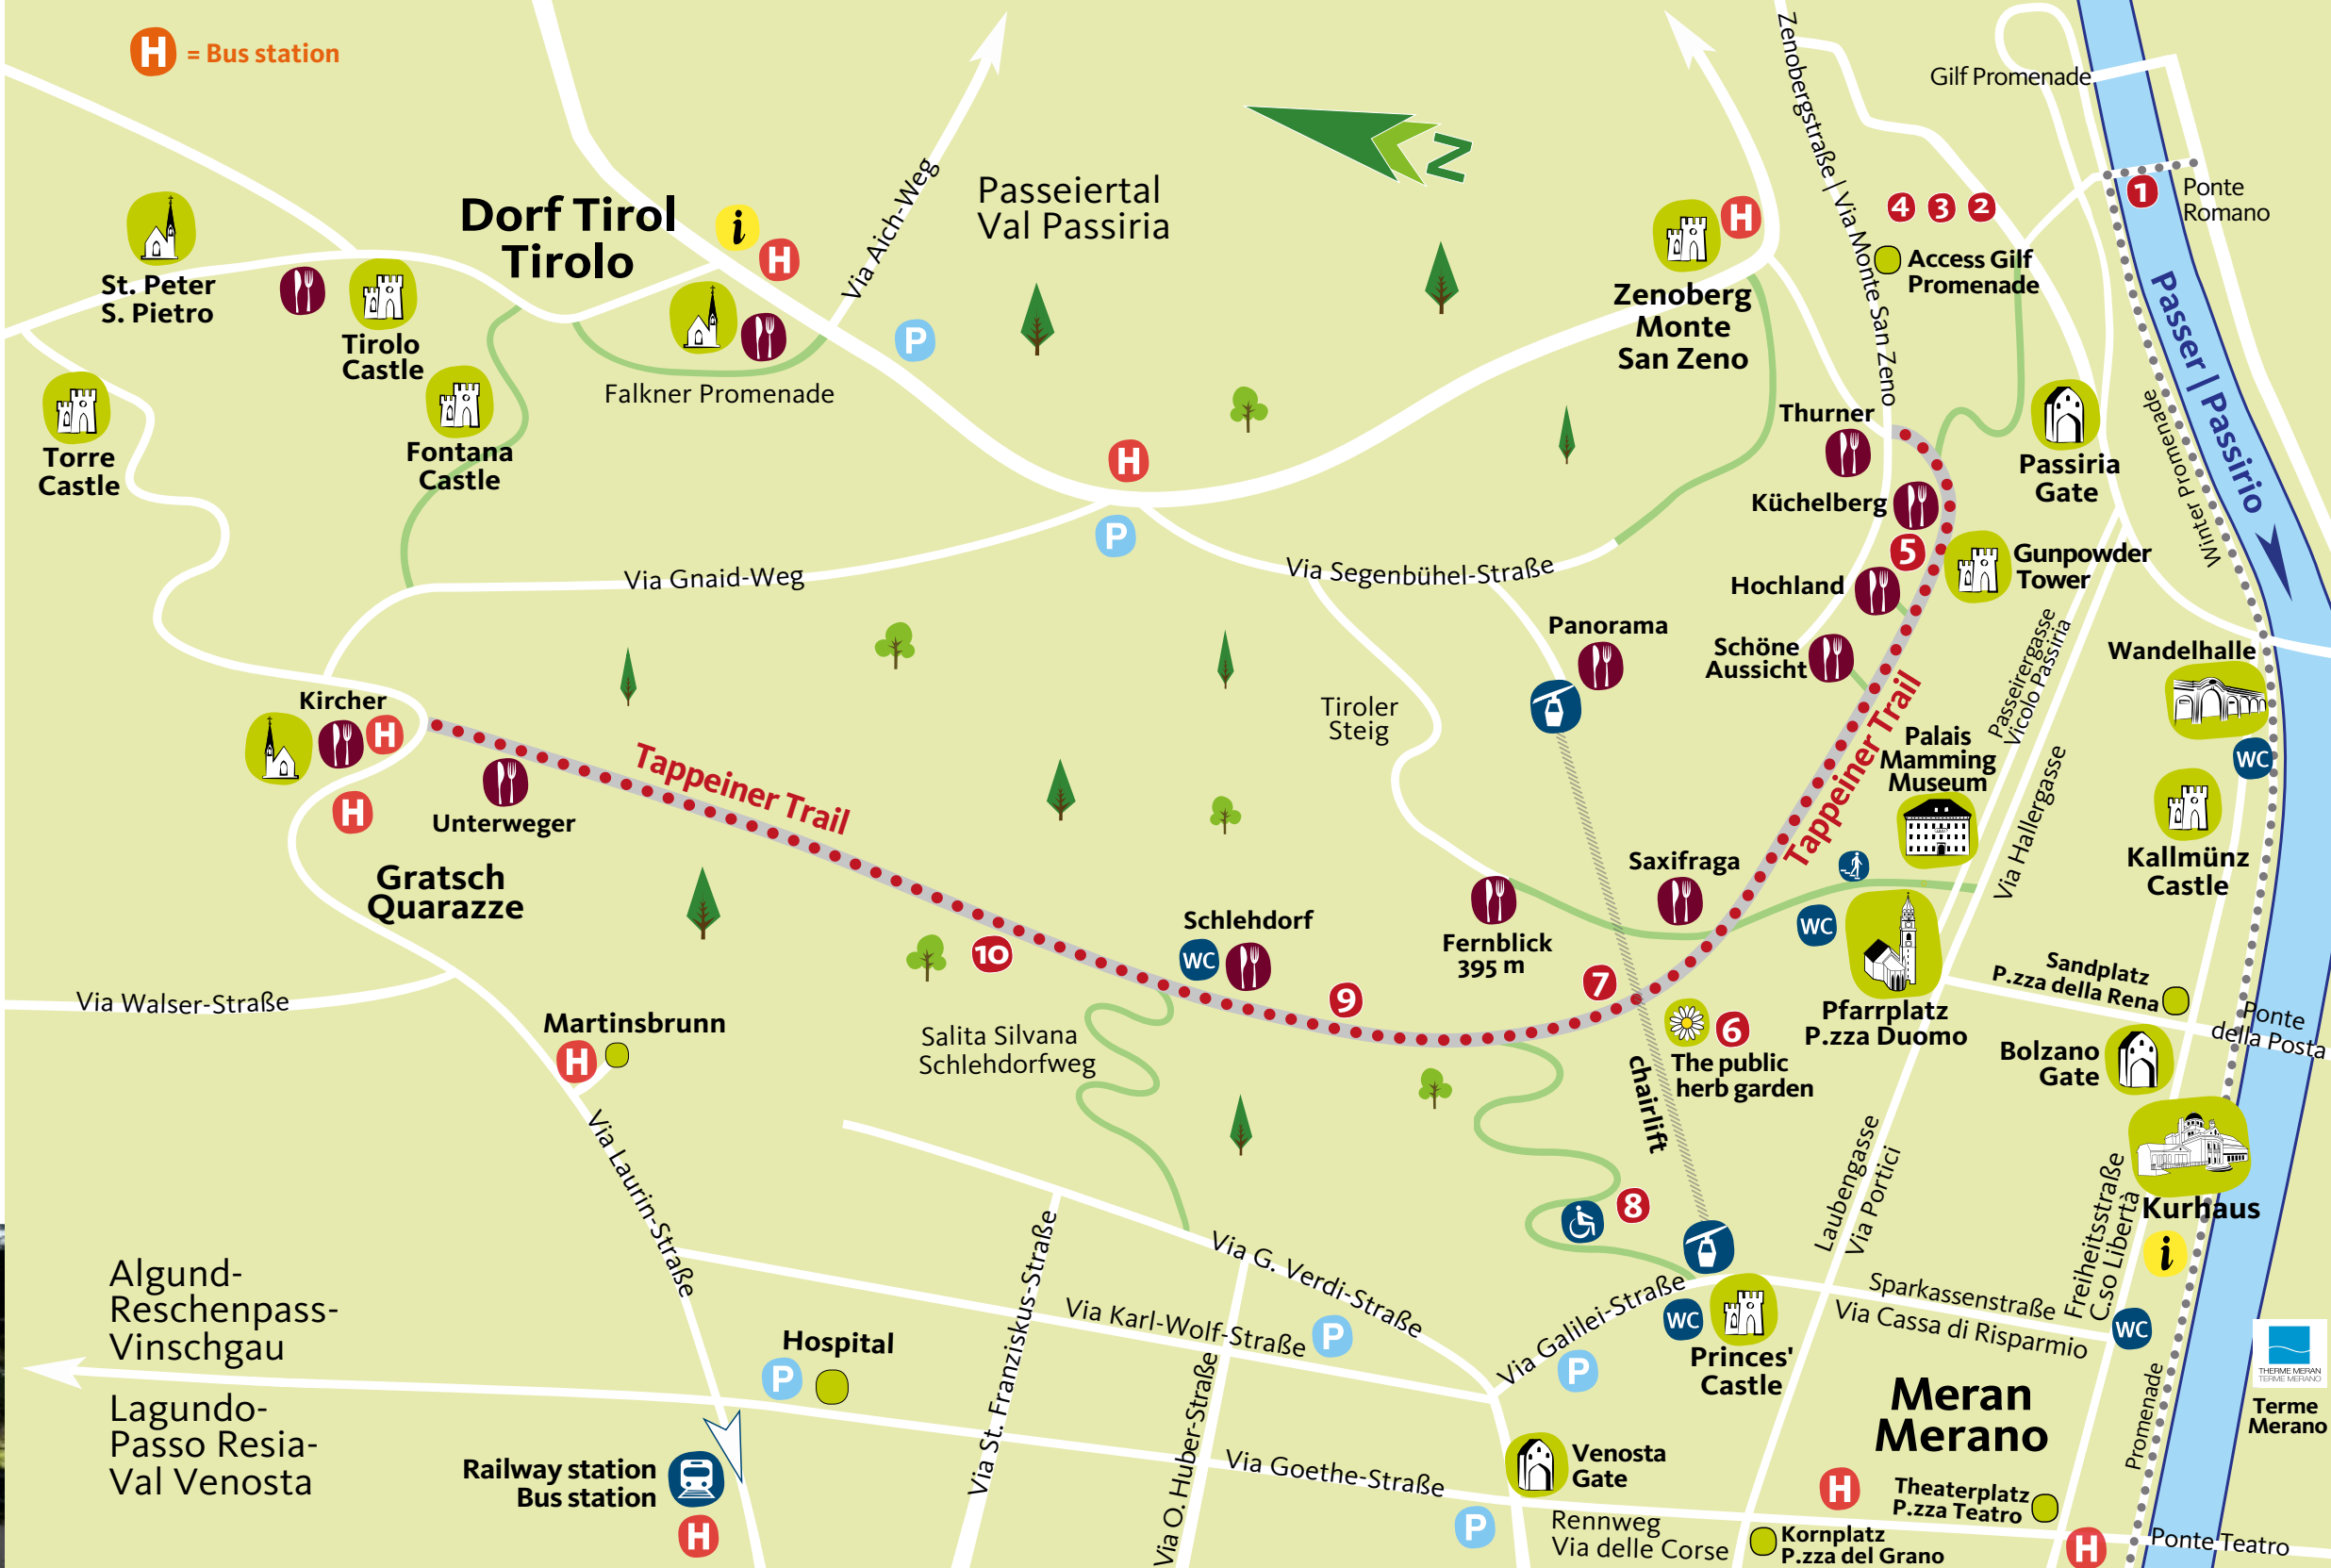 H = Bus station
Gilf Promenade
Zenobergstraße | Via Monte San Zeno
Dorf Tirol
Tirolo
i
H
Via Aich-Weg
Passeiertal
Val Passiria
N
H
4 3 2
1
Ponte
Romano
St. Peter
S. Pietro
Tirolo
Castle
Access Gilf
Promenade
Zenoberg
Monte
San Zeno
Passer | Passirio
P
Falkner Promenade
Torre
Castle
Fontana
Castle
H
P
Thurner
Küchelberg
5
Passiria
Gate
Winter Promenade
Via Gnaid-Weg
Via Segenbühel-Straße
Hochland
Gunpowder
Tower
Panorama
Schöne
Aussicht
Passeirergasse
Vicolo Passiria
Wandelhalle
WC
Kircher
H
H
Unterweger
Tappeiner Trail
Tiroler
Steig
Tappeiner Trail
Palais
Mamming
Museum
Via Hallergasse
Kallmünz
Castle
Gratsch
Quarazze
Saxifraga
Schlehdorf
WC
10
9
Fernblick
395 m
7
WC
Pfarrplatz
P.zza Duomo
Sandplatz
P.zza della Rena
Ponte
della Posta
Via Walser-Straße
Martinsbrunn
H
Salita Silvana
Schlehdorfweg
6
The public
herb garden
chairlift
Bolzano
Gate
Via Laurin-Straße
8
Laubengasse
Via Portici
Freiheitsstraße
C.so Libertà
Kurhaus
i
Algund-
Reschenpass-
Vinschgau
Via St. Franziskus-Straße
Via G. Verdi-Straße
Via Karl-Wolf-Straße
P
Via Galilei-Straße
WC
P
Princes'
Castle
Sparkassenstraße
Via Cassa di Risparmio
WC
THERME MERAN
TERME MERANO
Terme
Merano
Hospital
P
Lagundo-
Passo Resia-
Val Venosta
Railway station
Bus station
H
Via O. Huber-Straße
Via Goethe-Straße
P
Venosta
Gate
Meran
Merano
Promenade
H
Theaterplatz
P.zza Teatro
Rennweg
Via delle Corse
Kornplatz
P.zza del Grano
H
Ponte Teatro